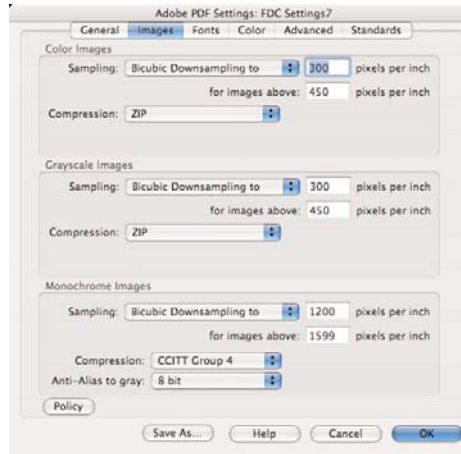 Adobe PDF Settings: FDC Settings7
General Images Fonts Color Advanced Standards
Color Images
Sampling: Bicubic Downsampling to 300 pixels per inch
for images above: 450 pixels per inch
Compression: ZIP
Grayscale Images
Sampling: Bicubic Downsampling to 300 pixels per inch
for images above: 450 pixels per inch
Compression: ZIP
Monochrome Images
Sampling: Bicubic Downsampling to 1200 pixels per inch
for images above: 1599 pixels per inch
Compression: CCITT Group 4
Anti-Alias to gray: 8 bit
Policy
Save As... Help Cancel OK